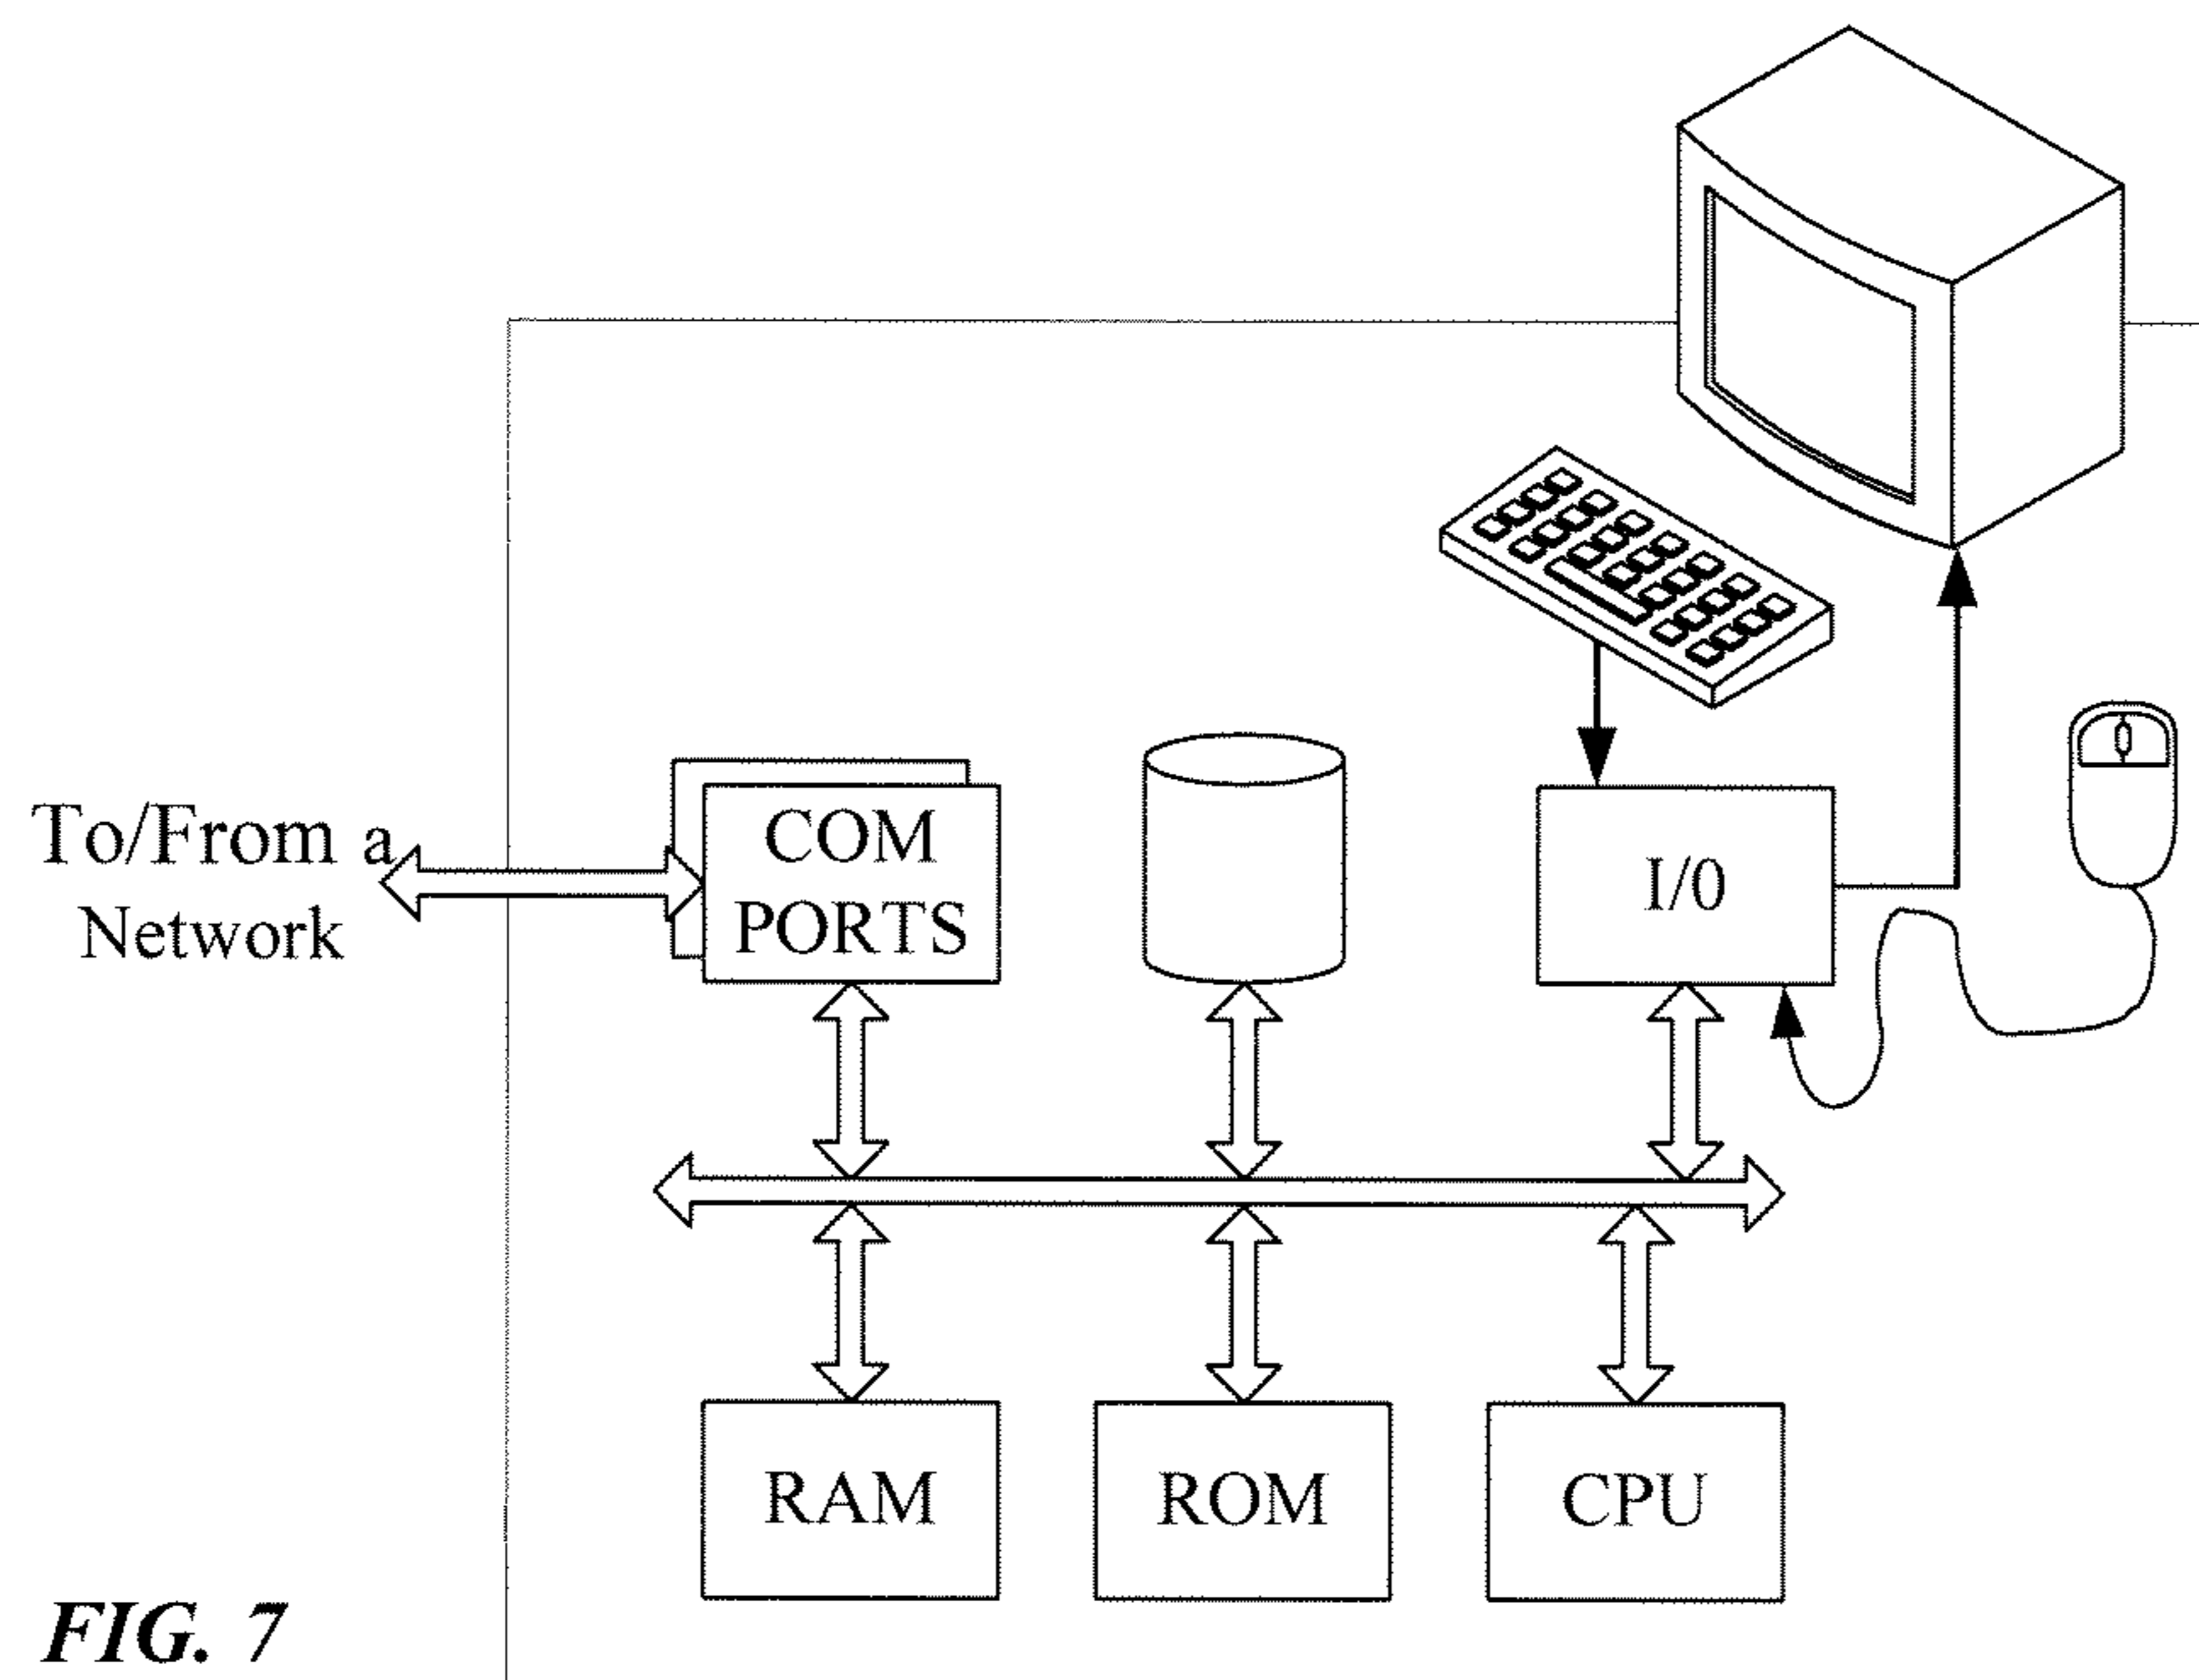 To/From a
Network
COM
PORTS
I/0
RAM
ROM
CPU
FIG. 7